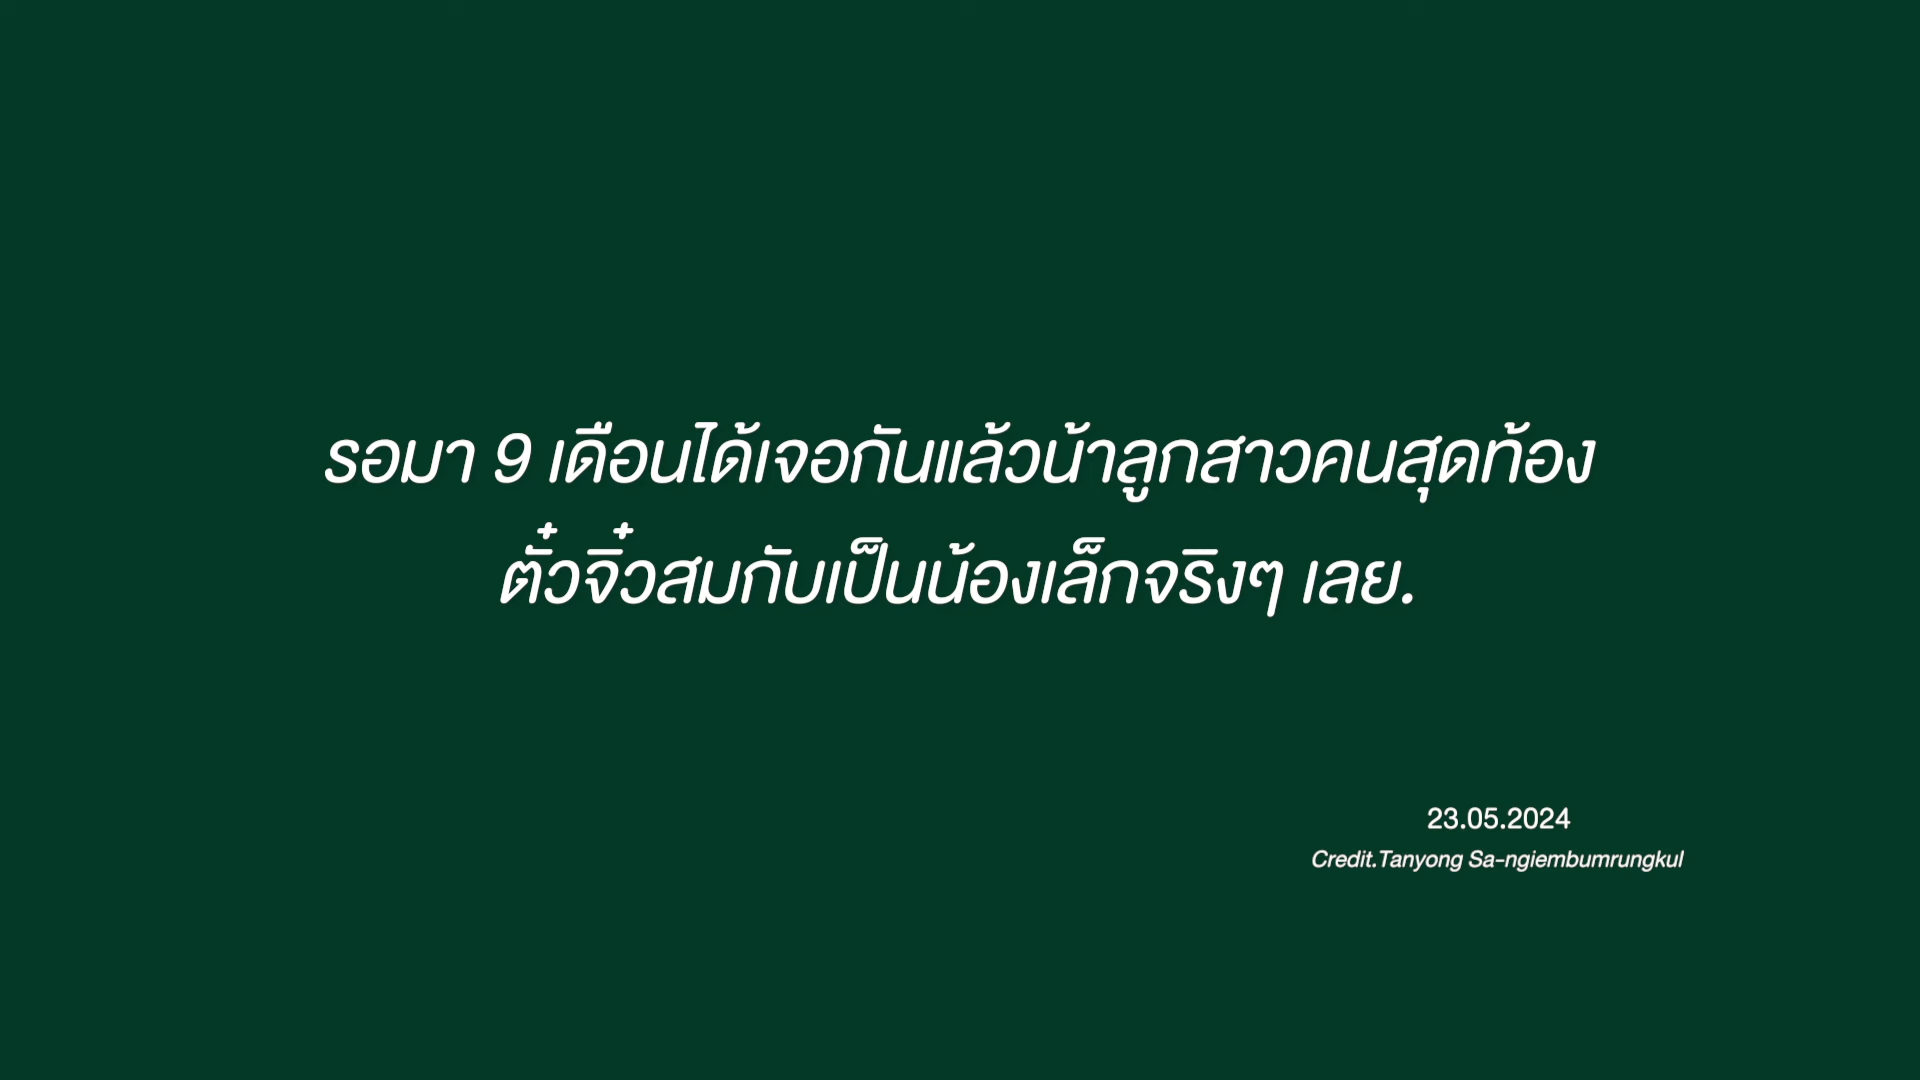 รอมา 9 เดือนได้เจอกันแล้วน้าลูกสาวคนสุดท้อง
ตั๋วจิ๋วสมกับเป็นน้องเล็กจริงๆ เลย.
23.05.2024
Credit.Tanyong Sa-ngiembumrungkul